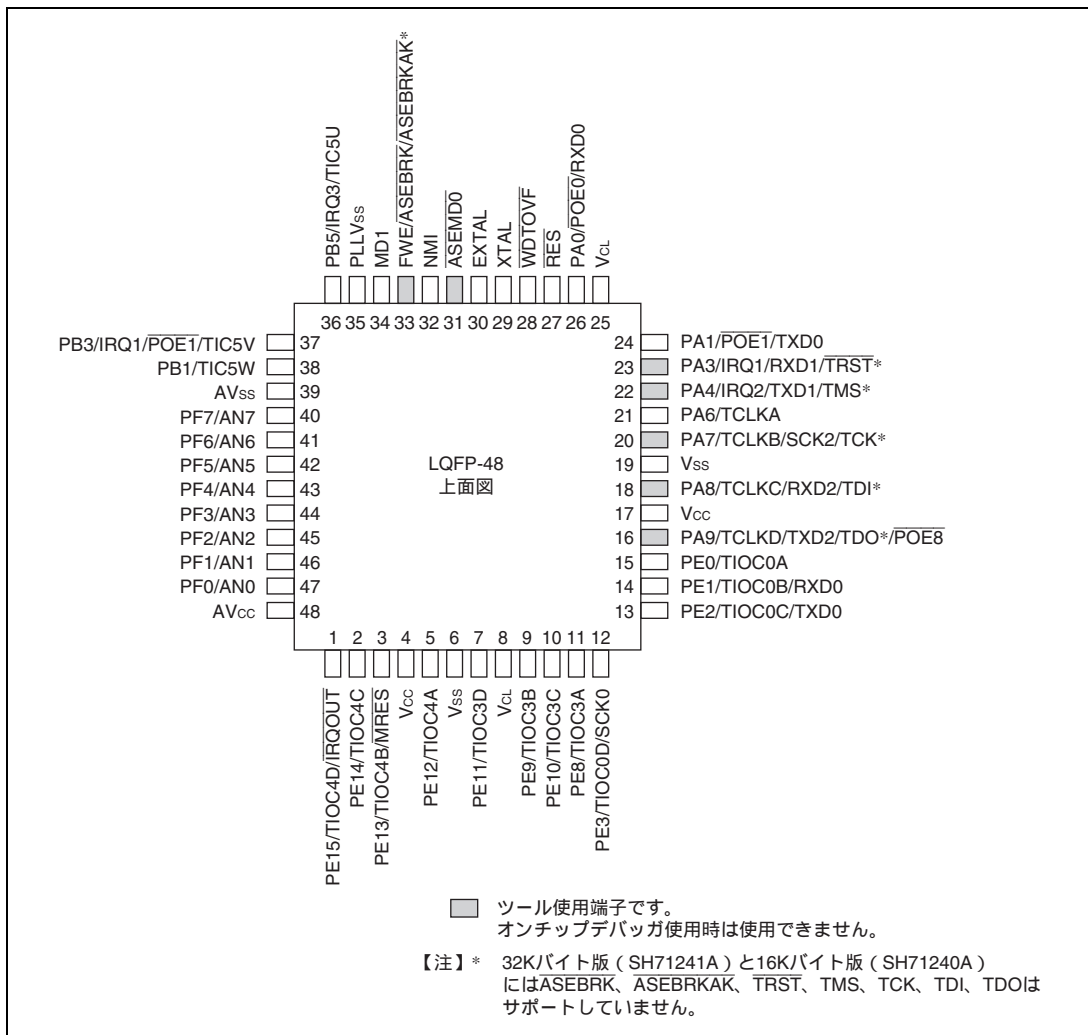 PB5/IRQ3/TIC5U
PLLVss
MD1
FWE/ASEBRK/ASEBRKAK*
NMI
ASEMD0
EXTAL
XTAL
WDTOVF
RES
PA0/POE0/RXD0
VCL
36 35 34 33 32 31 30 29 28 27 26 25
PB3/IRQ1/POE1/TIC5V 37
PB1/TIC5W 38
AVss 39
PF7/AN7 40
PF6/AN6 41
PF5/AN5 42
PF4/AN4 43
PF3/AN3 44
PF2/AN2 45
PF1/AN1 46
PF0/AN0 47
AVcc 48
LQFP-48
上面図
24 PA1/POE1/TXD0
23 PA3/IRQ1/RXD1/TRST*
22 PA4/IRQ2/TXD1/TMS*
21 PA6/TCLKA
20 PA7/TCLKB/SCK2/TCK*
19 Vss
18 PA8/TCLKC/RXD2/TDI*
17 Vcc
16 PA9/TCLKD/TXD2/TDO*/POE8
15 PE0/TIOC0A
14 PE1/TIOC0B/RXD0
13 PE2/TIOC0C/TXD0
1 2 3 4 5 6 7 8 9 10 11 12
PE15/TIOC4D/IRQOUT
PE14/TIOC4C
PE13/TIOC4B/MRES
Vcc
PE12/TIOC4A
Vss
PE11/TIOC3D
VCL
PE9/TIOC3B
PE10/TIOC3C
PE8/TIOC3A
PE3/TIOC0D/SCK0
ツール使用端子です。
オンチップデバッガ使用時は使用できません。
【注】* 32Kバイト版(SH71241A)と16Kバイト版(SH71240A)
にはASEBRK、ASEBRKAK、TRST、TMS、TCK、TDI、TDOは
サポートしていません。